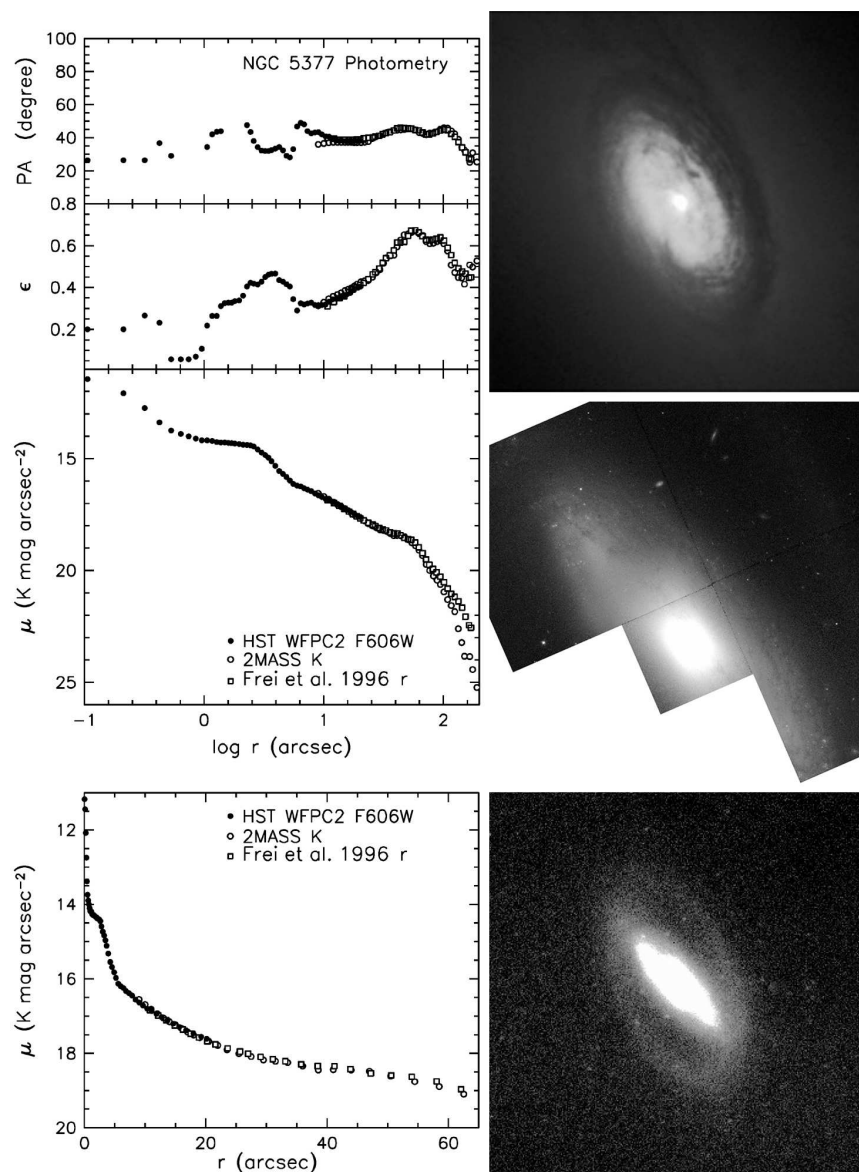 NGC 5377 Photometry
PA (degree)
100
80
60
40
20
0.8
ε
0.6
0.4
0.2
μ (K mag arcsec⁻²)
15
20
25
HST WFPC2 F606W
2MASS K
Frei et al. 1996 r
−1 0 1 2
log r (arcsec)
μ (K mag arcsec⁻²)
12
14
16
18
20
HST WFPC2 F606W
2MASS K
Frei et al. 1996 r
0 20 40 60
r (arcsec)